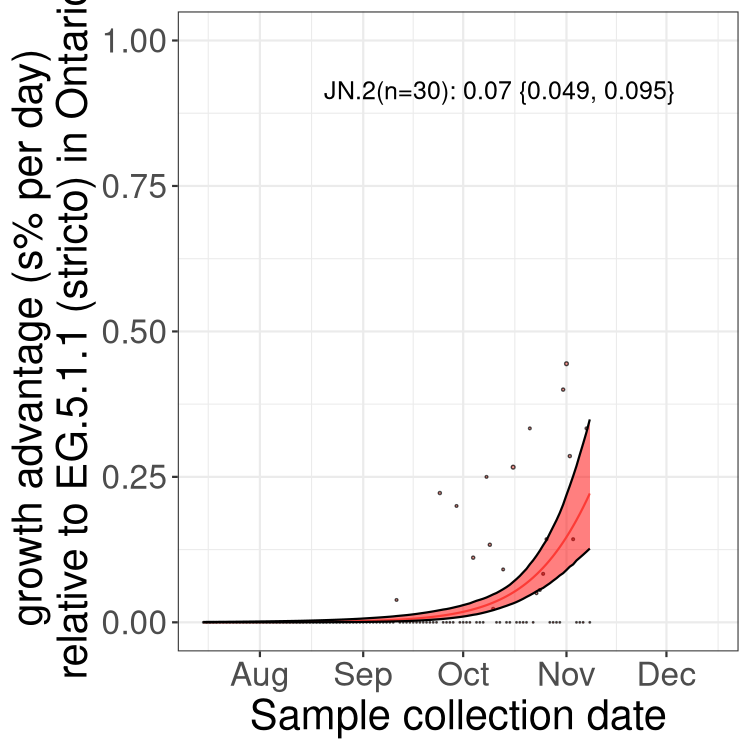 growth advantage (s% per day)
relative to EG.5.1.1 (stricto) in Ontario
1.00
0.75
0.50
0.25
0.00
JN.2(n=30): 0.07 {0.049, 0.095}
Aug Sep Oct Nov Dec
Sample collection date